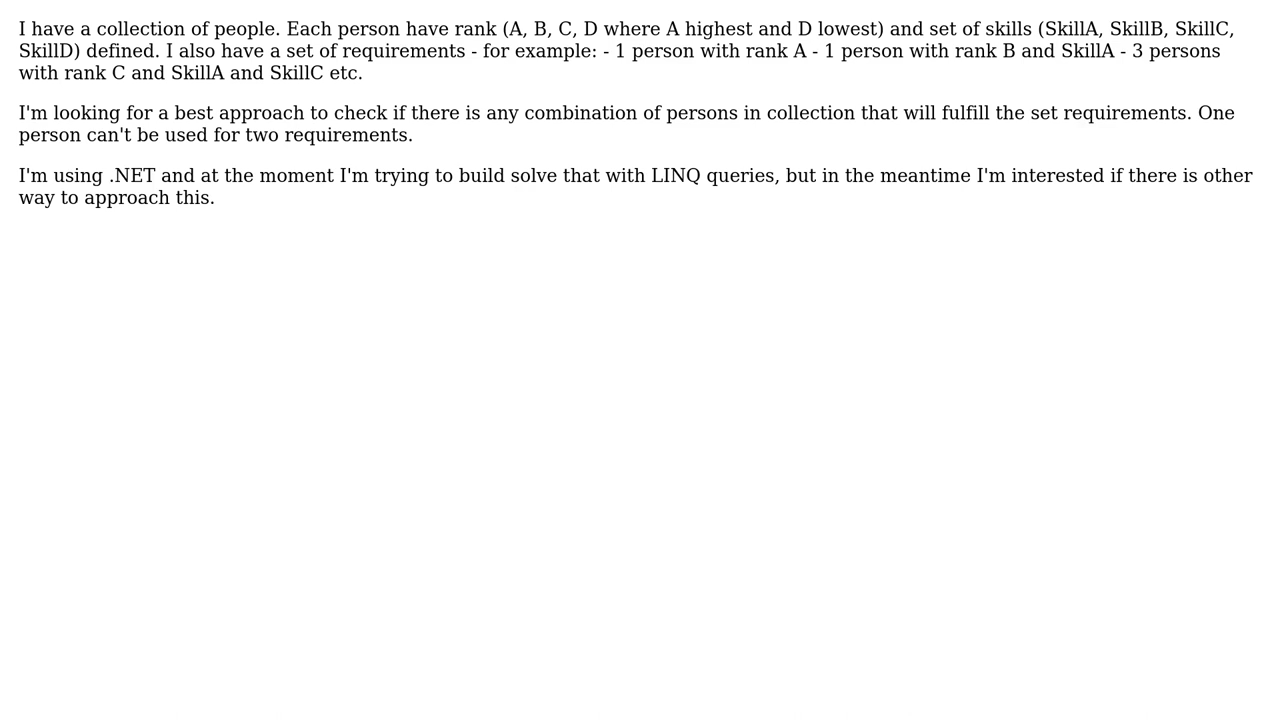 I have a collection of people. Each person have rank (A, B, C, D where A highest and D lowest) and set of skills (SkillA, SkillB, SkillC,
SkillD) defined. I also have a set of requirements - for example: - 1 person with rank A - 1 person with rank B and SkillA - 3 persons
with rank C and SkillA and SkillC etc.
I'm looking for a best approach to check if there is any combination of persons in collection that will fulfill the set requirements. One
person can't be used for two requirements.
I'm using .NET and at the moment I'm trying to build solve that with LINQ queries, but in the meantime I'm interested if there is other
way to approach this.